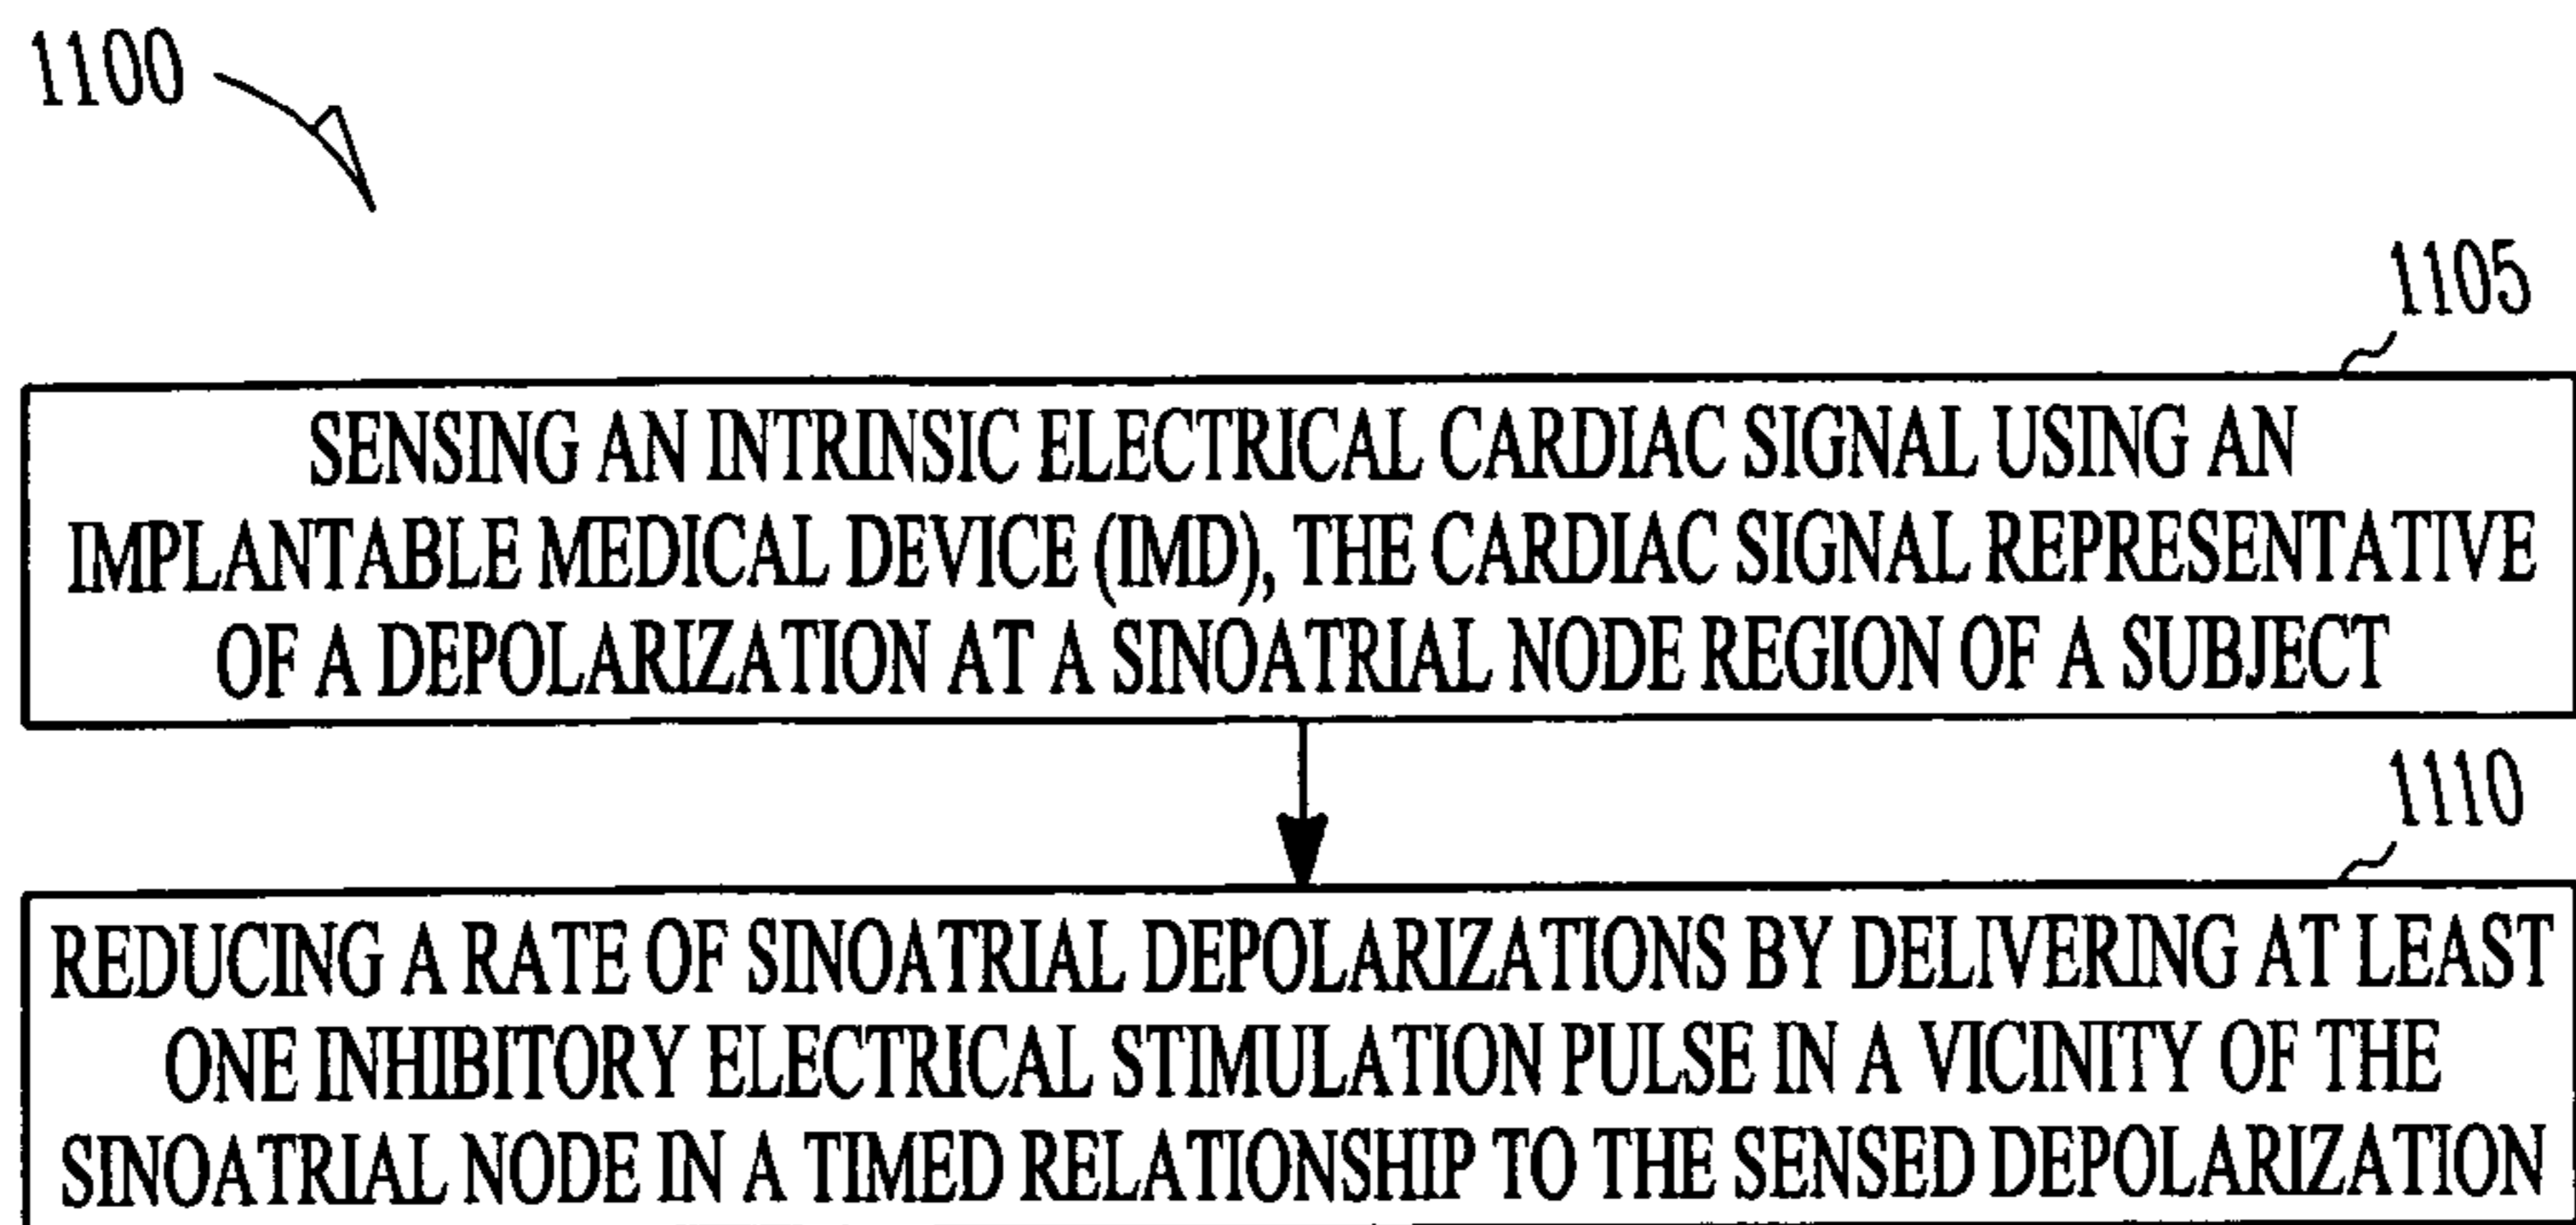 1100
1105
SENSING AN INTRINSIC ELECTRICAL CARDIAC SIGNAL USING AN
IMPLANTABLE MEDICAL DEVICE (IMD), THE CARDIAC SIGNAL REPRESENTATIVE
OF A DEPOLARIZATION AT A SINOATRIAL NODE REGION OF A SUBJECT
1110
REDUCING A RATE OF SINOATRIAL DEPOLARIZATIONS BY DELIVERING AT LEAST
ONE INHIBITORY ELECTRICAL STIMULATION PULSE IN A VICINITY OF THE
SINOATRIAL NODE IN A TIMED RELATIONSHIP TO THE SENSED DEPOLARIZATION